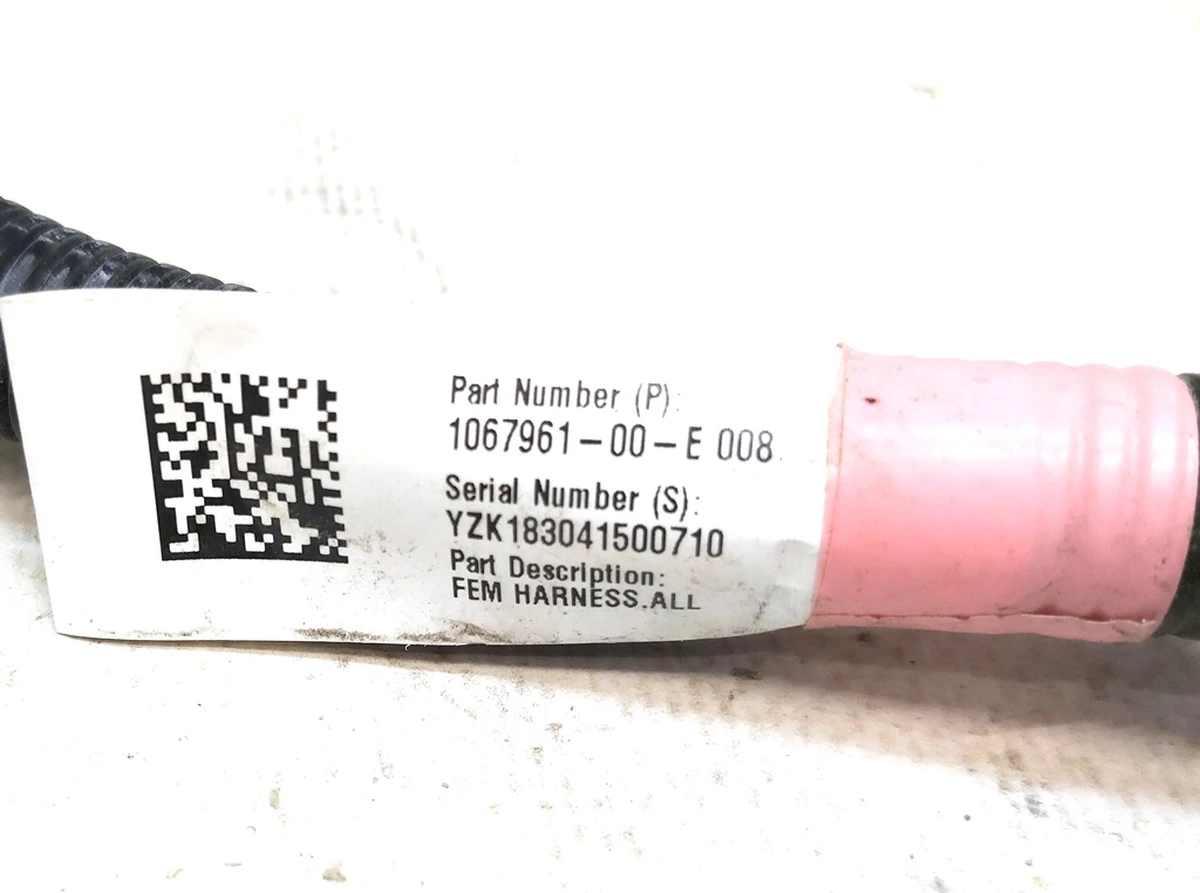 Part Number (P):
1067961-00-E 008
Serial Number (S):
YZK183041500710
Part Description:
FEM HARNESS.ALL